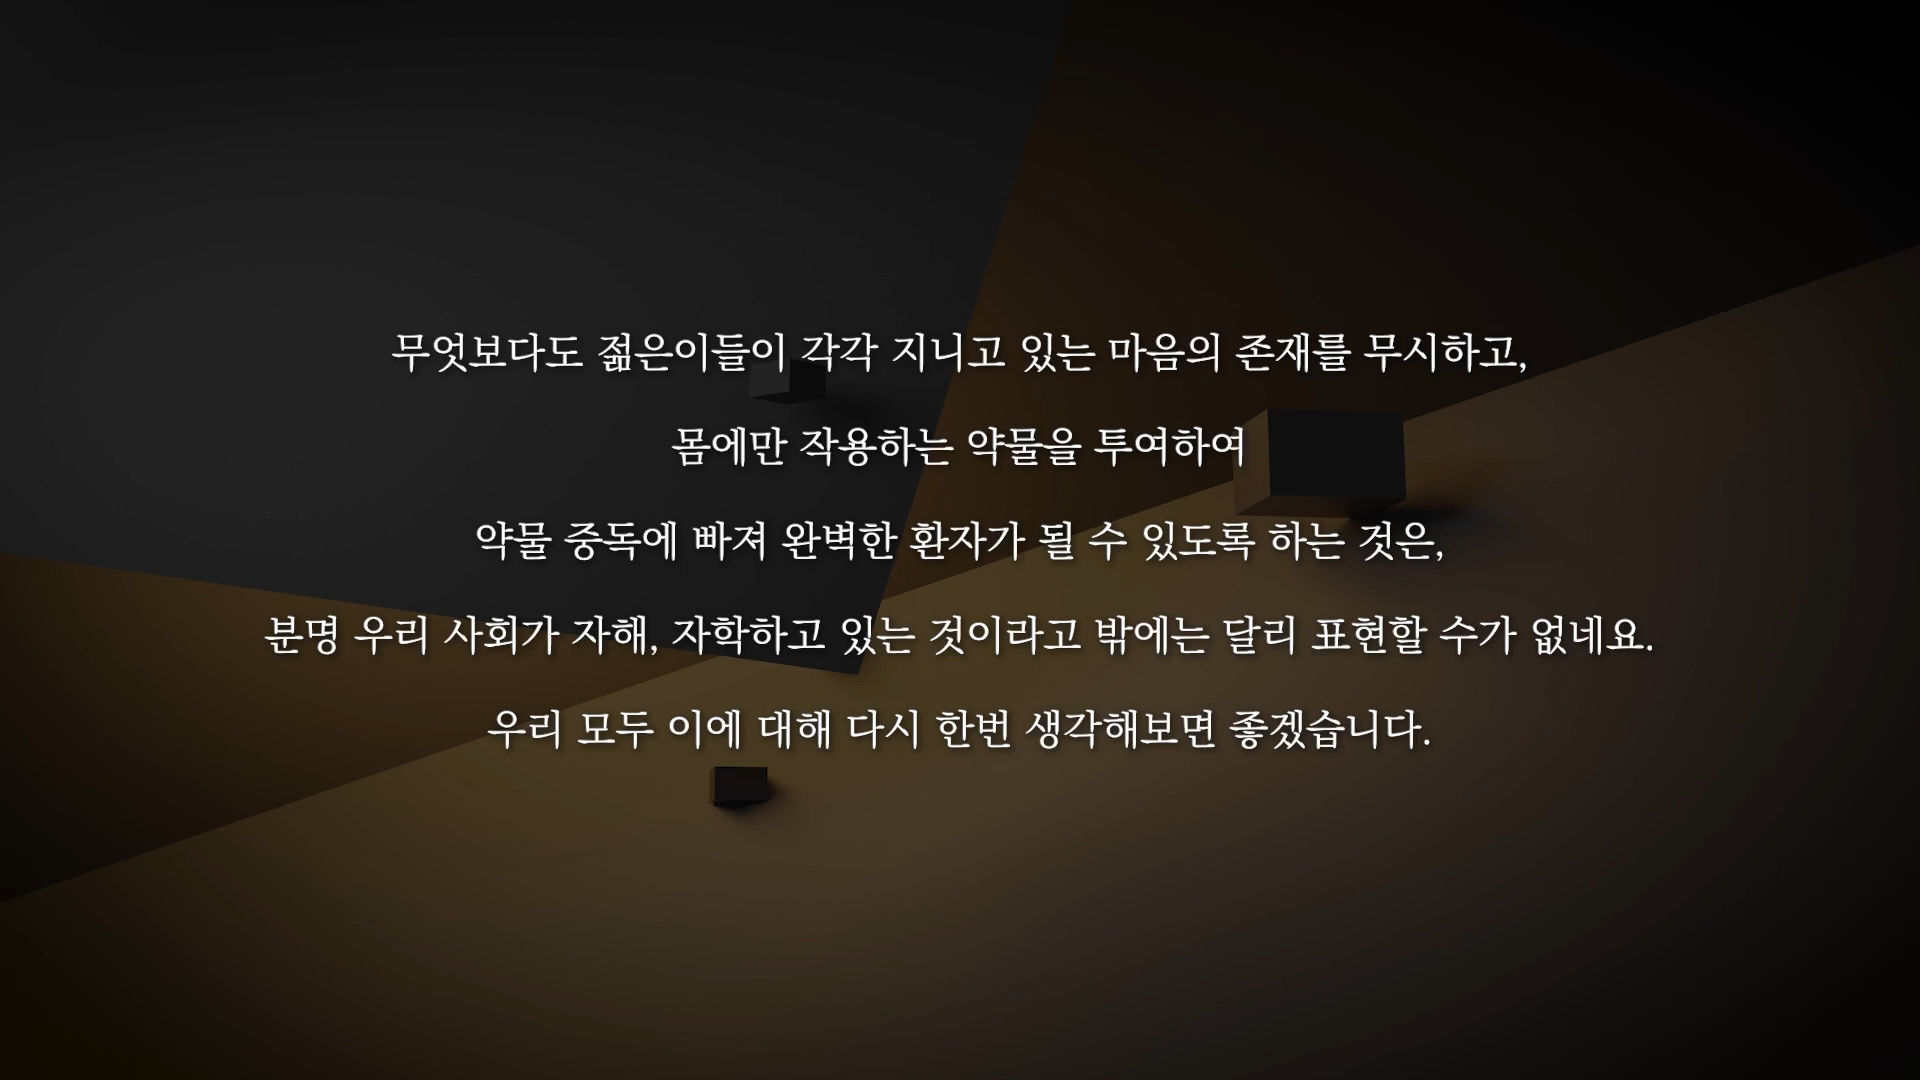 무엇보다도 젊은이들이 각각 지니고 있는 마음의 존재를 무시하고,
몸에만 작용하는 약물을 투여하여
약물 중독에 빠져 완벽한 환자가 될 수 있도록 하는 것은,
분명 우리 사회가 자해, 자학하고 있는 것이라고 밖에는 달리 표현할 수가 없네요.
우리 모두 이에 대해 다시 한번 생각해보면 좋겠습니다.